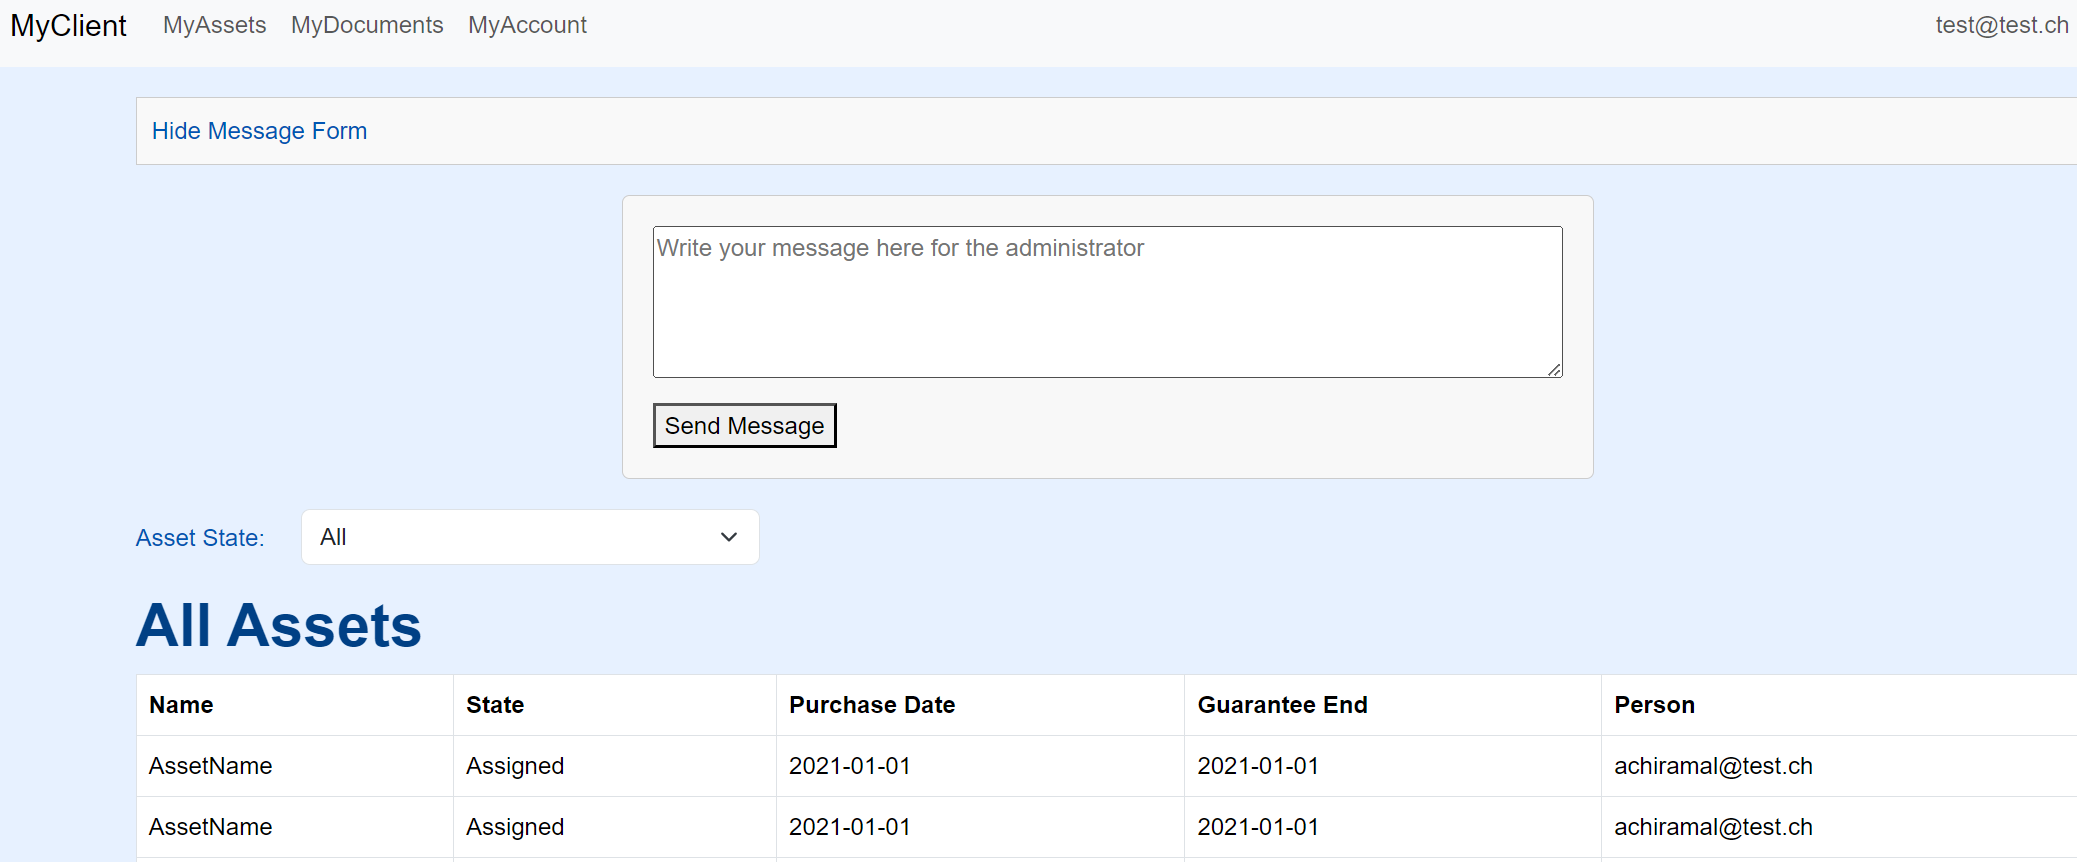 MyClient MyAssets MyDocuments MyAccount test@test.ch
Hide Message Form
Write your message here for the administrator
Send Message
Asset State: All
All Assets
Name State Purchase Date Guarantee End Person
AssetName Assigned 2021-01-01 2021-01-01 achiramal@test.ch
AssetName Assigned 2021-01-01 2021-01-01 achiramal@test.ch